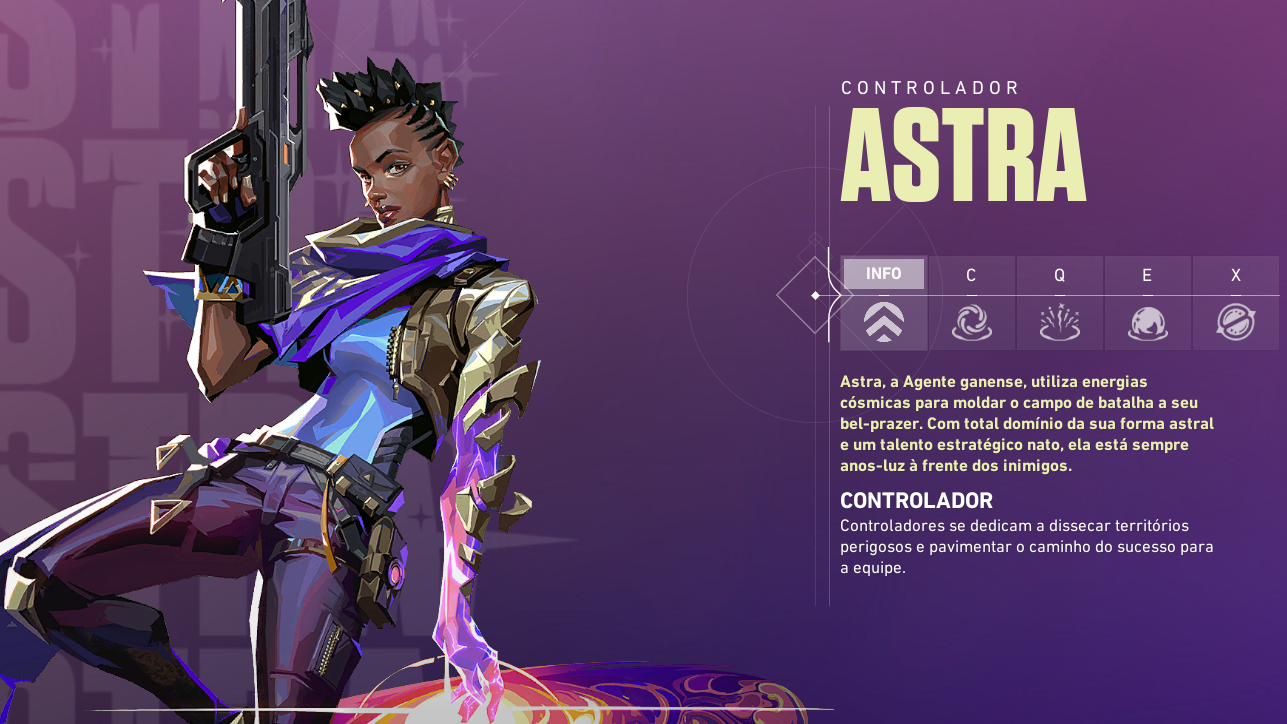 CONTROLADOR
ASTRA
INFO C Q E X
Astra, a Agente ganense, utiliza energias
cósmicas para moldar o campo de batalha a seu
bel-prazer. Com total domínio da sua forma astral
e um talento estratégico nato, ela está sempre
anos-luz à frente dos inimigos.
CONTROLADOR
Controladores se dedicam a dissecar territórios
perigosos e pavimentar o caminho do sucesso para
a equipe.